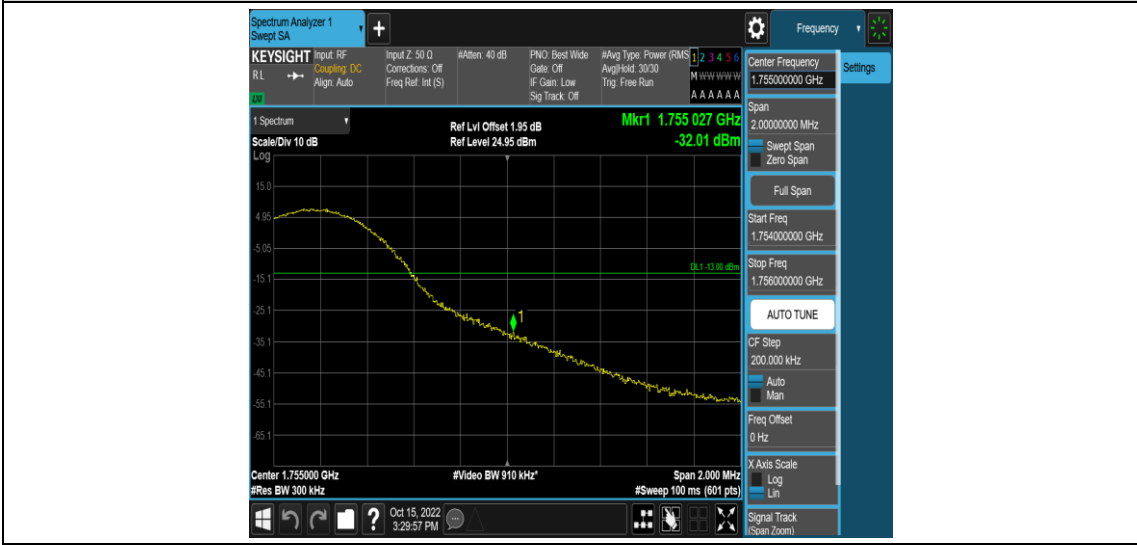 Spectrum Analyzer 1
Swept SA
+
Frequency
KEYSIGHT
RL
Input: RF
Coupling: DC
Align: Auto
Input Z: 50 Ω
Corrections: Off
Freq Ref: Int (S)
#Atten: 40 dB
PNO: Best Wide
Gate: Off
IF Gain: Low
Sig Track: Off
#Avg Type: Power (RMS
Avg|Hold: 30/30
Trig: Free Run
1 2 3 4 5 6
M W W W W W
A A A A A A
1 Spectrum
Scale/Div 10 dB
Log
Ref Lvl Offset 1.95 dB
Ref Level 24.95 dBm
Mkr1 1.755 027 GHz
-32.01 dBm
15.0
4.95
-5.05
-15.1
-25.1
-35.1
-45.1
-55.1
-65.1
DL1 -13.00 dBm
1
Center 1.755000 GHz
#Res BW 300 kHz
#Video BW 910 kHz*
Span 2.000 MHz
#Sweep 100 ms (601 pts)
Center Frequency
1.755000000 GHz
Settings
Span
2.00000000 MHz
Swept Span
Zero Span
Full Span
Start Freq
1.754000000 GHz
Stop Freq
1.756000000 GHz
AUTO TUNE
CF Step
200.000 kHz
Auto
Man
Freq Offset
0 Hz
X Axis Scale
Log
Lin
Signal Track
(Span Zoom)
?
Oct 15, 2022
3:29:57 PM